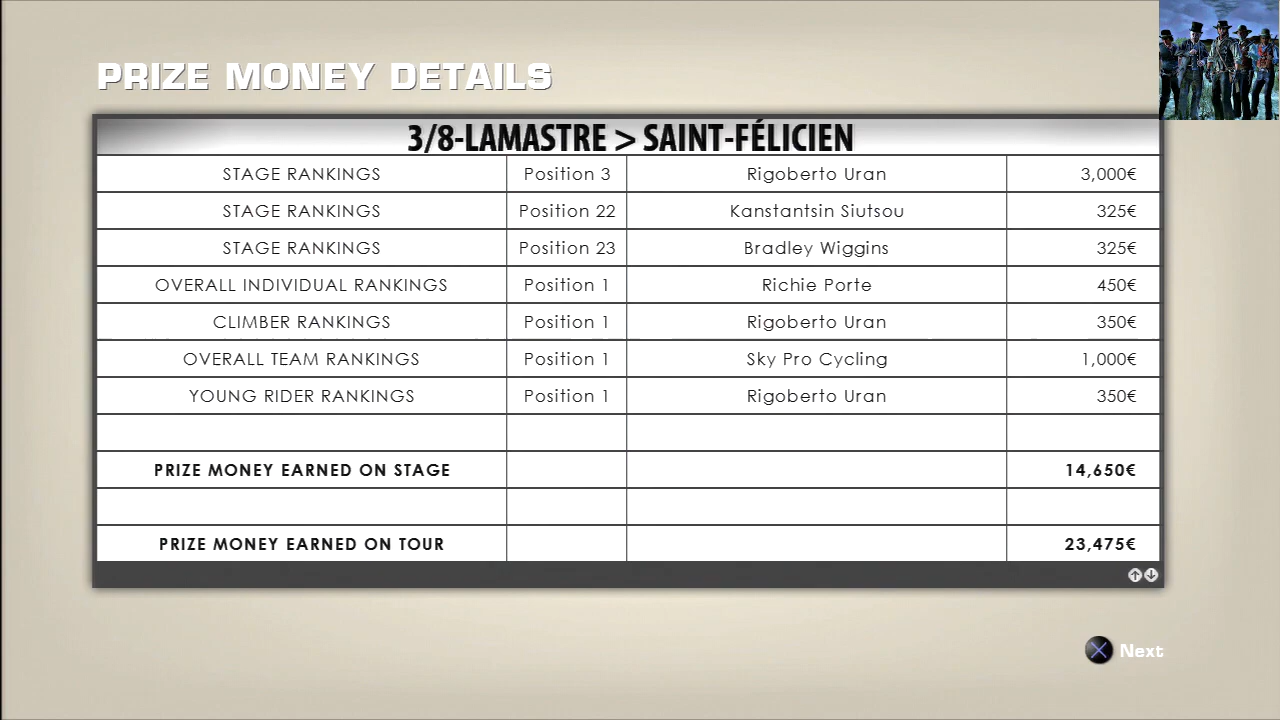 PRIZE MONEY DETAILS
3/8-LAMASTRE > SAINT-FÉLICIEN
STAGE RANKINGS Position 3 Rigoberto Uran 3,000€
STAGE RANKINGS Position 22 Kanstantsin Siutsou 325€
STAGE RANKINGS Position 23 Bradley Wiggins 325€
OVERALL INDIVIDUAL RANKINGS Position 1 Richie Porte 450€
CLIMBER RANKINGS Position 1 Rigoberto Uran 350€
OVERALL TEAM RANKINGS Position 1 Sky Pro Cycling 1,000€
YOUNG RIDER RANKINGS Position 1 Rigoberto Uran 350€
PRIZE MONEY EARNED ON STAGE 14,650€
PRIZE MONEY EARNED ON TOUR 23,475€
Next